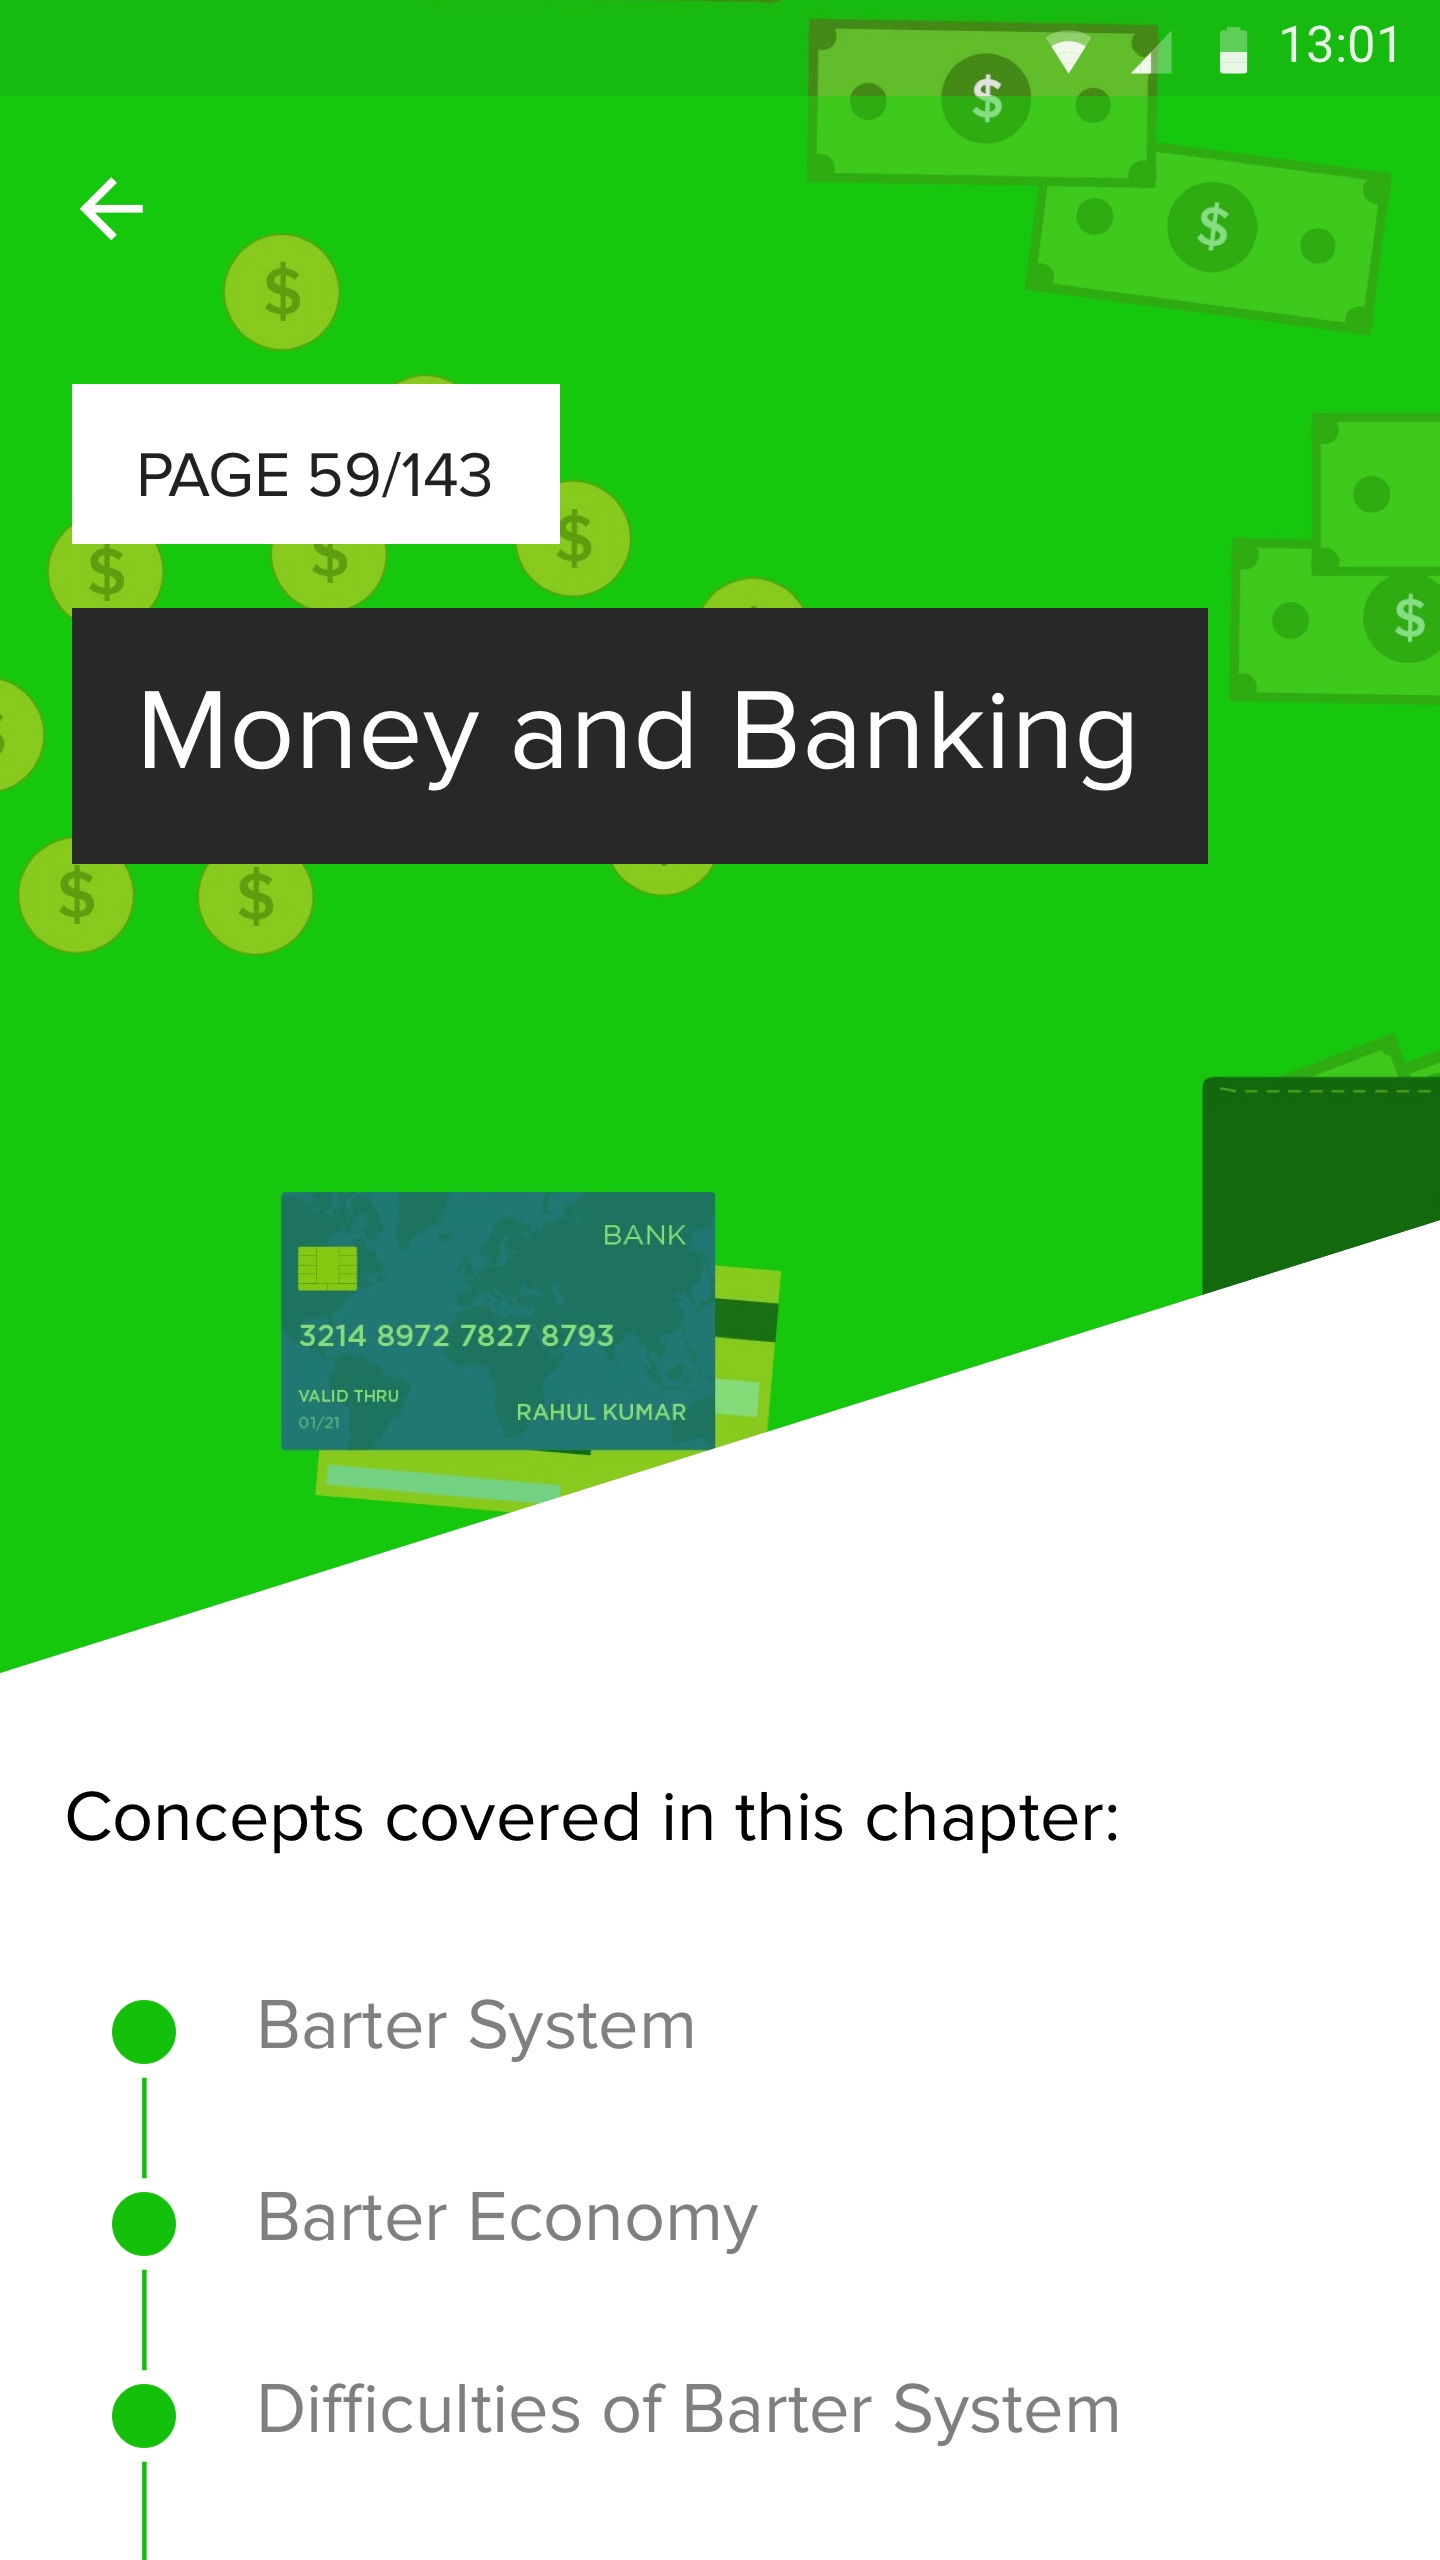 13:01
$
$
$
PAGE 59/143
$
$
$
$
Money and Banking
$
$
BANK
3214 8972 7827 8793
VALID THRU
01/21
RAHUL KUMAR
Concepts covered in this chapter:
Barter System
Barter Economy
Difficulties of Barter System